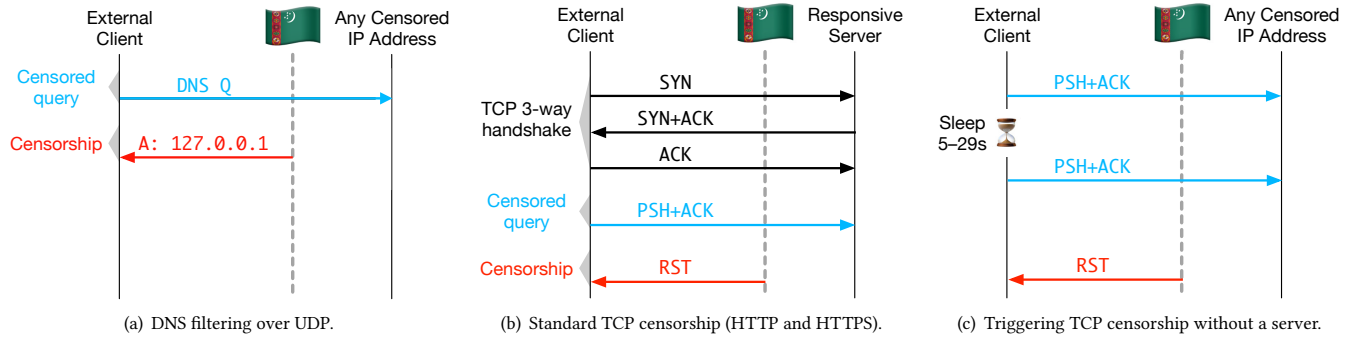 External
Client
Any Censored
IP Address
Censored
query
DNS Q
Censorship
A: 127.0.0.1
(a) DNS filtering over UDP.
External
Client
Responsive
Server
TCP 3-way
handshake
SYN
SYN+ACK
ACK
Censored
query
PSH+ACK
Censorship
RST
(b) Standard TCP censorship (HTTP and HTTPS).
External
Client
Any Censored
IP Address
PSH+ACK
Sleep
5–29s
PSH+ACK
RST
(c) Triggering TCP censorship without a server.